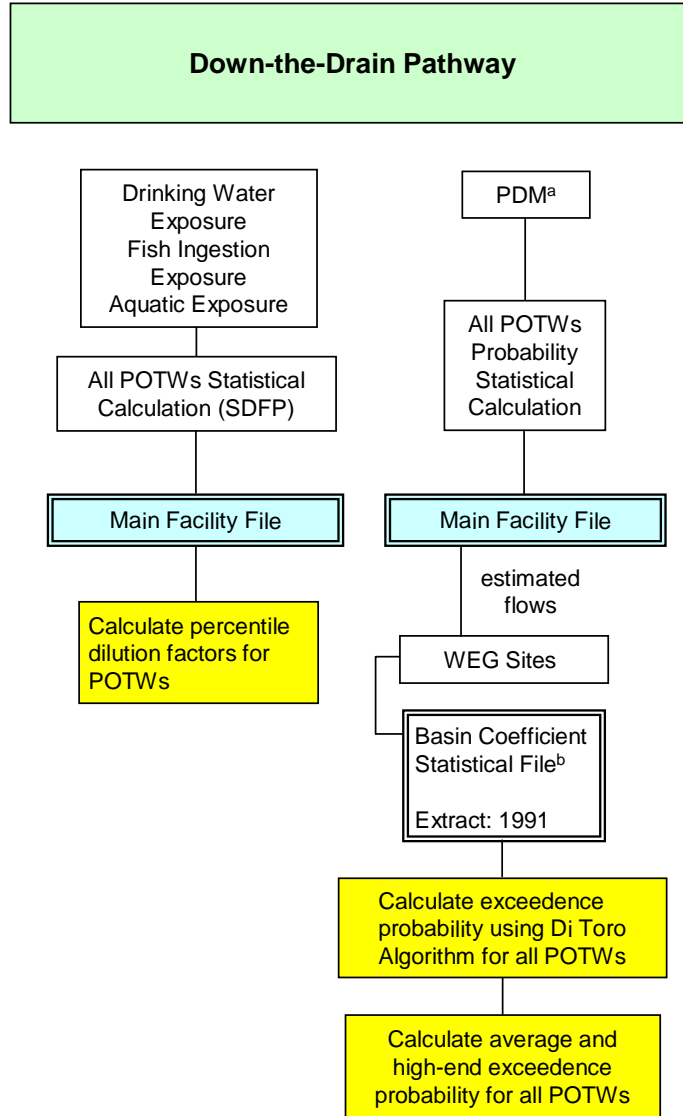 Down-the-Drain Pathway
Drinking Water
Exposure
Fish Ingestion
Exposure
Aquatic Exposure
All POTWs Statistical
Calculation (SDFP)
Main Facility File
Calculate percentile
dilution factors for
POTWs
PDMᵃ
All POTWs
Probability
Statistical
Calculation
Main Facility File
estimated
flows
WEG Sites
Basin Coefficient
Statistical Fileᵇ
Extract: 1991
Calculate exceedence
probability using Di Toro
Algorithm for all POTWs
Calculate average and
high-end exceedence
probability for all POTWs